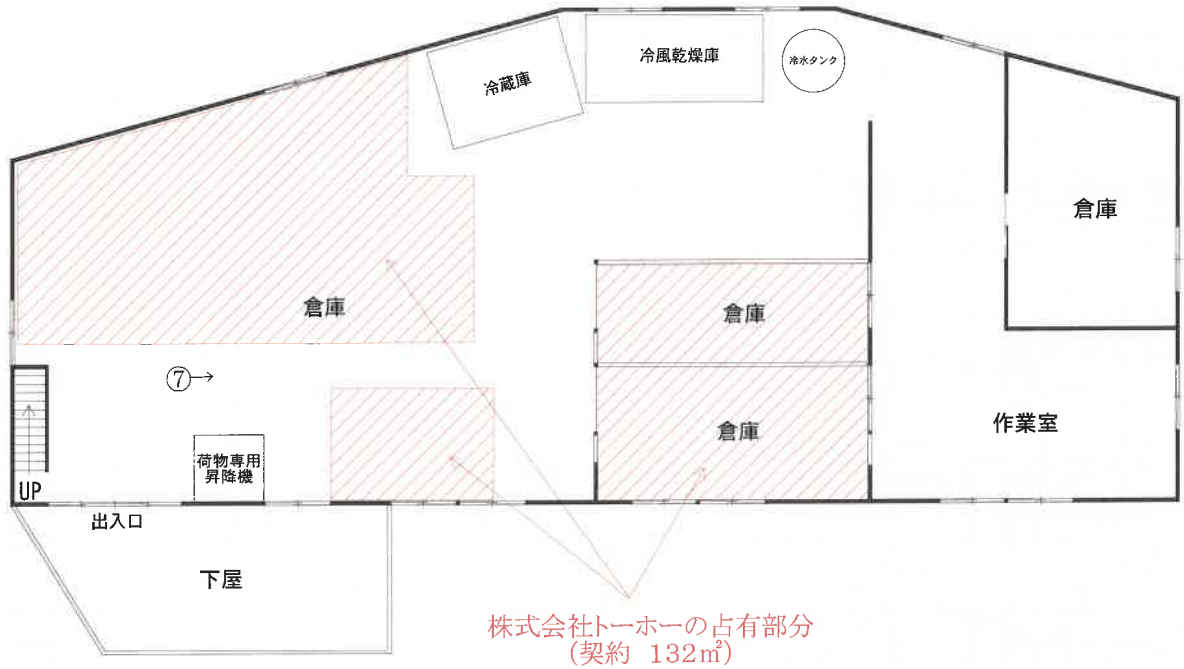 冷蔵庫
冷風乾燥庫
冷水タンク
倉庫
倉庫
倉庫
⑦→
倉庫
作業室
荷物専用
昇降機
UP
出入口
下屋
株式会社トーホーの占有部分
(契約 132㎡)